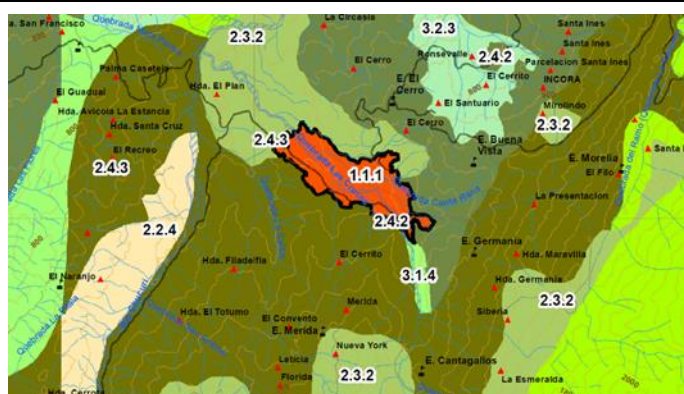 da. San Francisco
Quebrada Seca
La Circasia
3.2.3
Santa Ines
2.3.2
Ronsevalle
2.4.2
Santa Ines
Palma Caseteja
El Cerro
Parcelacion Santa Ines
El Guadual
Hda. El Plan
E. El
Cerro
El Cerrito
INCORA
Hda. Avicola La Estancia
El Santuario
Mirolindo
800
Hda. Santa Cruz
El Cerro
2.3.2
El Recreo
2.4.3
E. Buena
Vista
Santa
2.4.3
1.1.1
E. Morelia
El Filo
2.4.2
La Presentacion
2.2.4
E. Germania
Hda. Filadelfia
El Cerrito
Hda. Maravilla
El Naranjo
3.1.4
Hda. Germania
2.3.2
Hda. El Totumo
El Convento
Merida
Siberia
E. Merida
Nueva York
2.3.2
E. Cantagallos
Leticia
Florida
La Esmeralda
2000